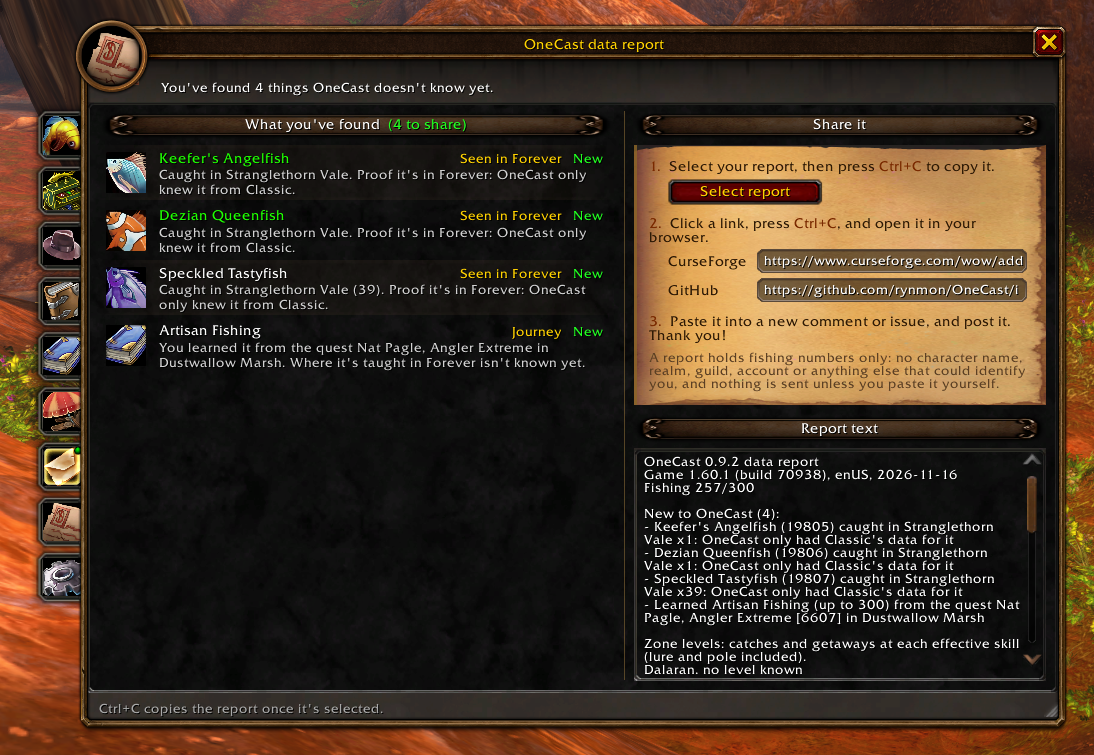 OneCast data report
You've found 4 things OneCast doesn't know yet.
What you've found (4 to share)
Keefer's Angelfish Seen in Forever New
Caught in Stranglethorn Vale. Proof it's in Forever: OneCast only
knew it from Classic.
Dezian Queenfish Seen in Forever New
Caught in Stranglethorn Vale. Proof it's in Forever: OneCast only
knew it from Classic.
Speckled Tastyfish Seen in Forever New
Caught in Stranglethorn Vale (39). Proof it's in Forever: OneCast
only knew it from Classic.
Artisan Fishing Journey New
You learned it from the quest Nat Pagle, Angler Extreme in
Dustwallow Marsh. Where it's taught in Forever isn't known yet.
Share it
1. Select your report, then press Ctrl+C to copy it.
Select report
2. Click a link, press Ctrl+C, and open it in your
browser.
CurseForge https://www.curseforge.com/wow/add
GitHub https://github.com/rynmon/OneCast/i
3. Paste it into a new comment or issue, and post it.
Thank you!
A report holds fishing numbers only: no character name,
realm, guild, account or anything else that could identify
you, and nothing is sent unless you paste it yourself.
Report text
OneCast 0.9.2 data report
Game 1.60.1 (build 70938), enUS, 2026-11-16
Fishing 257/300
New to OneCast (4):
- Keefer's Angelfish (19805) caught in Stranglethorn
Vale x1: OneCast only had Classic's data for it
- Dezian Queenfish (19806) caught in Stranglethorn
Vale x1: OneCast only had Classic's data for it
- Speckled Tastyfish (19807) caught in Stranglethorn
Vale x39: OneCast only had Classic's data for it
- Learned Artisan Fishing (up to 300) from the quest Nat
Pagle, Angler Extreme [6607] in Dustwallow Marsh
Zone levels: catches and getaways at each effective skill
(lure and pole included).
Dalaran. no level known
Ctrl+C copies the report once it's selected.